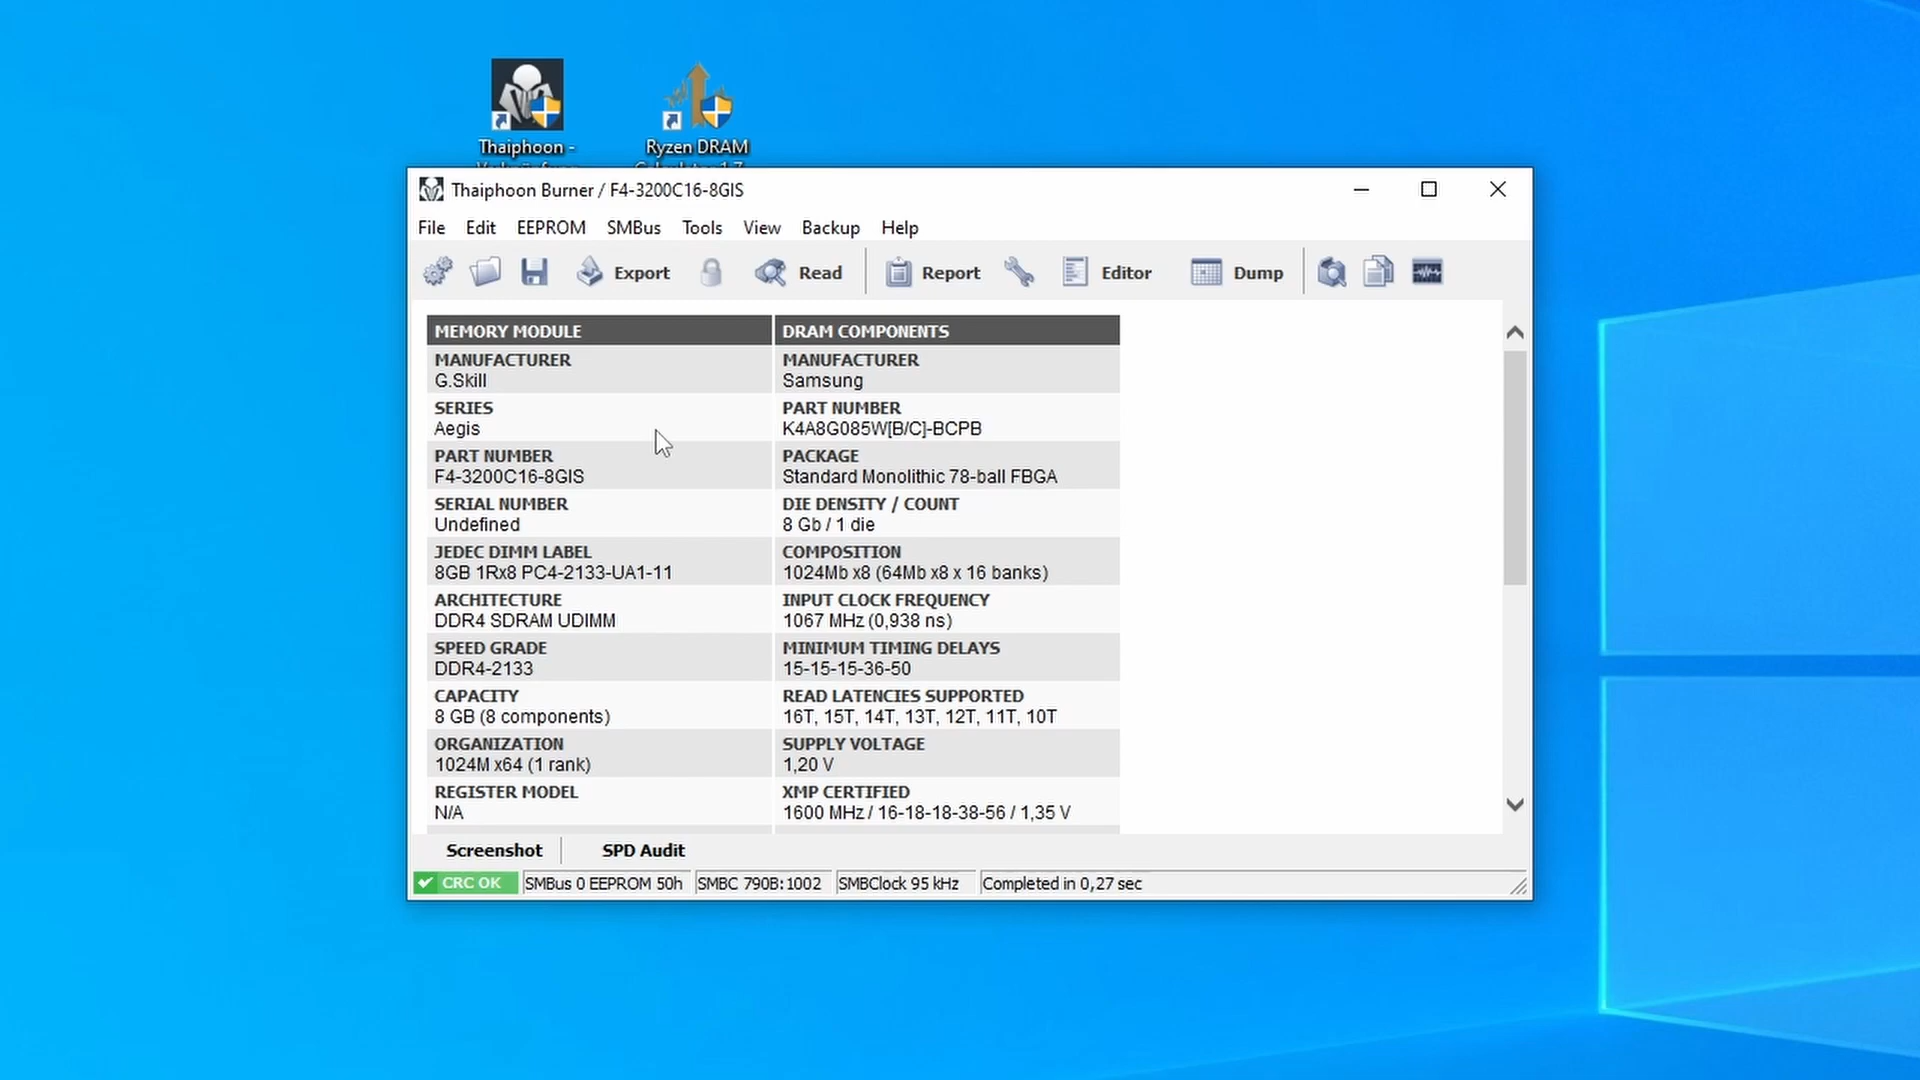 Thaiphoon -
Ryzen DRAM
Thaiphoon Burner / F4-3200C16-8GIS
File Edit EEPROM SMBus Tools View Backup Help
Export Read Report Editor Dump
MEMORY MODULE
MANUFACTURER
G.Skill
SERIES
Aegis
PART NUMBER
F4-3200C16-8GIS
SERIAL NUMBER
Undefined
JEDEC DIMM LABEL
8GB 1Rx8 PC4-2133-UA1-11
ARCHITECTURE
DDR4 SDRAM UDIMM
SPEED GRADE
DDR4-2133
CAPACITY
8 GB (8 components)
ORGANIZATION
1024M x64 (1 rank)
REGISTER MODEL
N/A
DRAM COMPONENTS
MANUFACTURER
Samsung
PART NUMBER
K4A8G085W[B/C]-BCPB
PACKAGE
Standard Monolithic 78-ball FBGA
DIE DENSITY / COUNT
8 Gb / 1 die
COMPOSITION
1024Mb x8 (64Mb x8 x 16 banks)
INPUT CLOCK FREQUENCY
1067 MHz (0,938 ns)
MINIMUM TIMING DELAYS
15-15-15-36-50
READ LATENCIES SUPPORTED
16T, 15T, 14T, 13T, 12T, 11T, 10T
SUPPLY VOLTAGE
1,20 V
XMP CERTIFIED
1600 MHz / 16-18-18-38-56 / 1,35 V
Screenshot SPD Audit
CRC OK SMBus 0 EEPROM 50h SMBC 790B:1002 SMBClock 95 kHz Completed in 0,27 sec